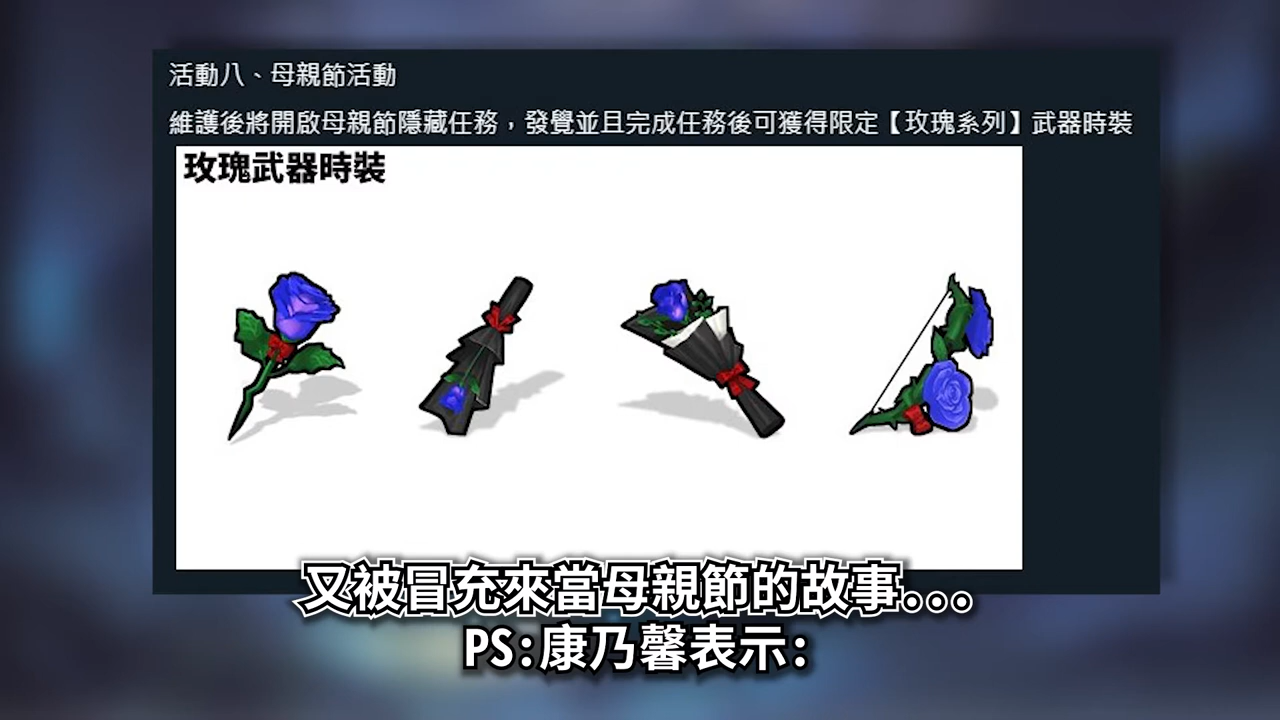 活動八、母親節活動
維護後將開啟母親節隱藏任務，發覺並且完成任務後可獲得限定【玫瑰系列】武器時裝
玫瑰武器時裝
又被冒充來當母親節的故事...
PS:康乃馨表示: